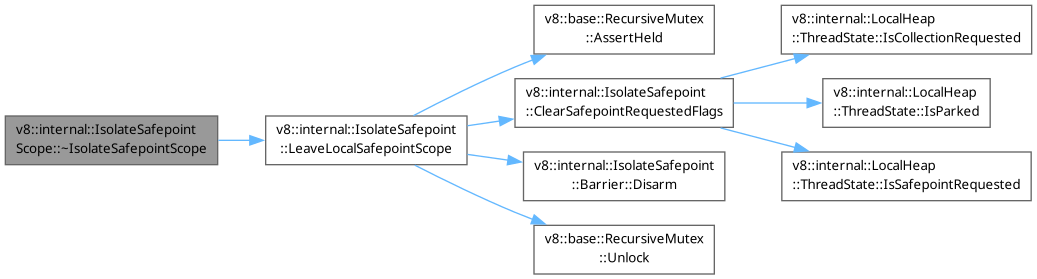 v8::internal::IsolateSafepoint
Scope::~IsolateSafepointScope
v8::internal::IsolateSafepoint
::LeaveLocalSafepointScope
v8::base::RecursiveMutex
::AssertHeld
v8::internal::IsolateSafepoint
::ClearSafepointRequestedFlags
v8::internal::IsolateSafepoint
::Barrier::Disarm
v8::base::RecursiveMutex
::Unlock
v8::internal::LocalHeap
::ThreadState::IsCollectionRequested
v8::internal::LocalHeap
::ThreadState::IsParked
v8::internal::LocalHeap
::ThreadState::IsSafepointRequested